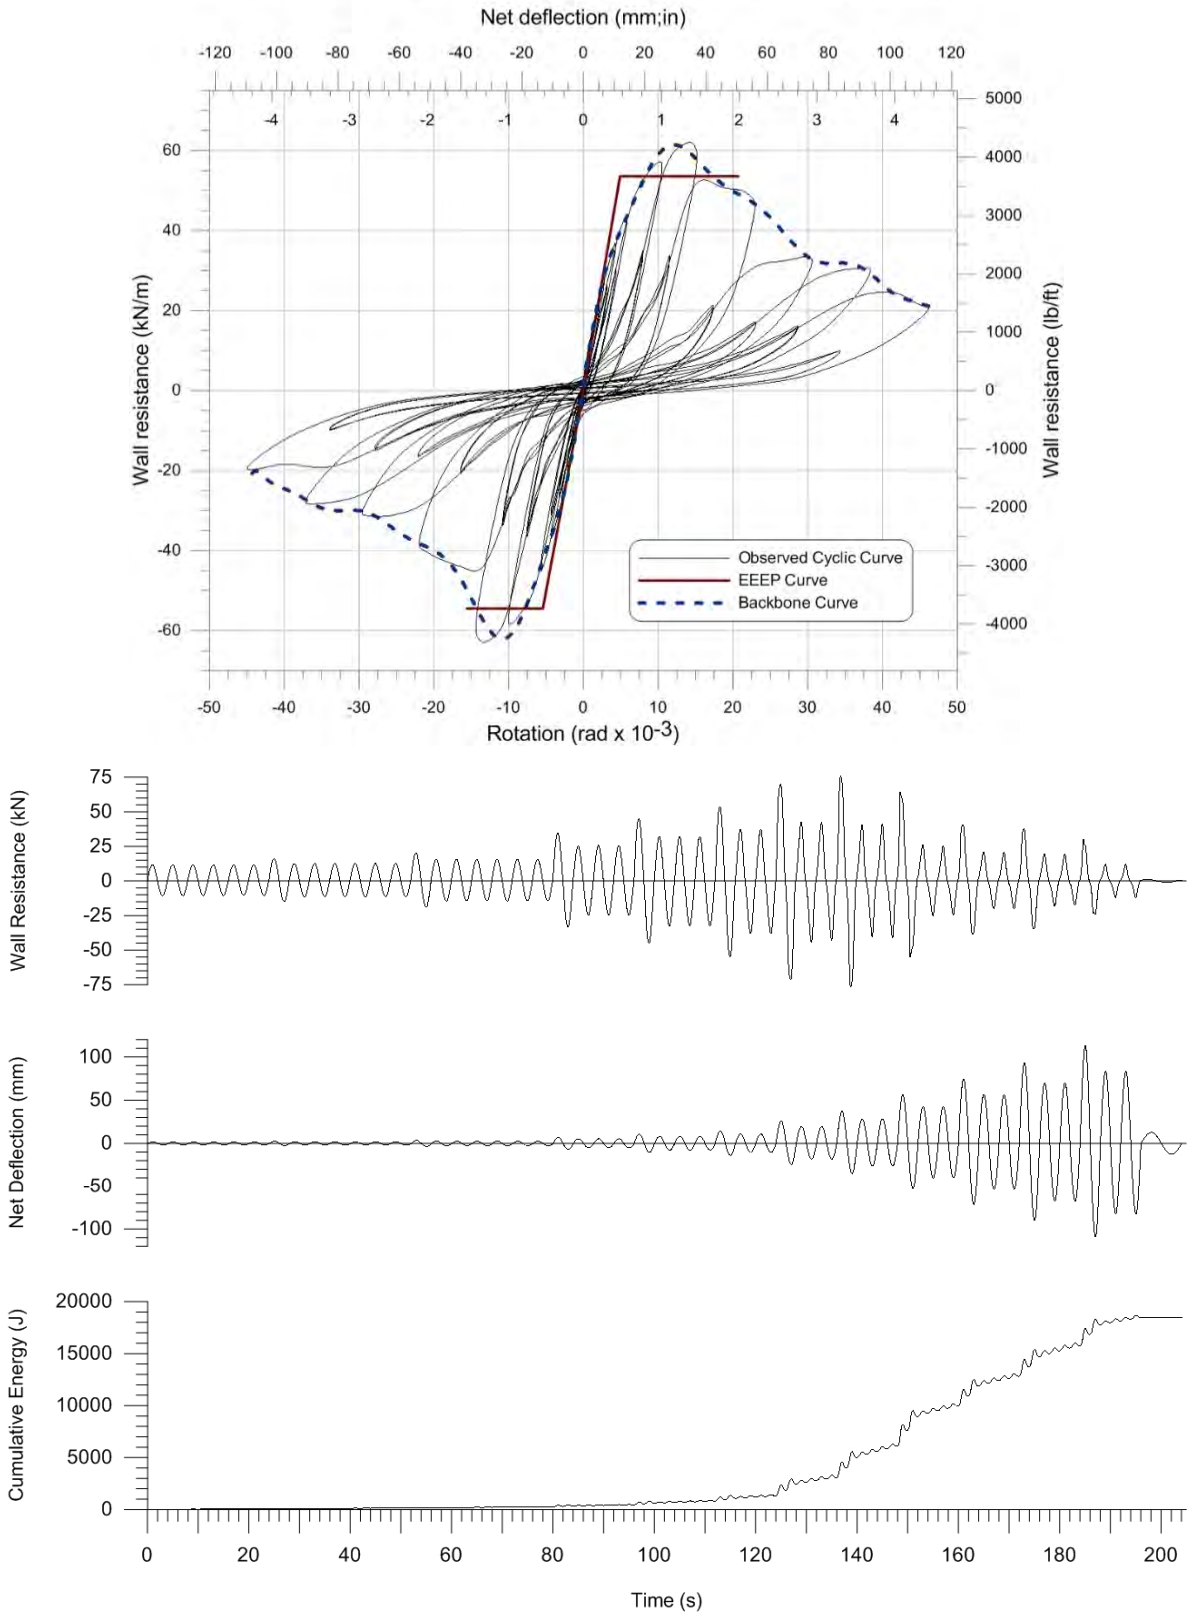 Net deflection (mm;in)
-120 -100 -80 -60 -40 -20 0 20 40 60 80 100 120
-4 -3 -2 -1 0 1 2 3 4
Wall resistance (kN/m)
60
40
20
0
-20
-40
-60
5000
4000
3000
2000
1000
0
-1000
-2000
-3000
-4000
Wall resistance (lb/ft)
Observed Cyclic Curve
EEEP Curve
Backbone Curve
-50 -40 -30 -20 -10 0 10 20 30 40 50
Rotation (rad x 10-3)
Wall Resistance (kN)
75
50
25
0
-25
-50
-75
Net Deflection (mm)
100
50
0
-50
-100
Cumulative Energy (J)
20000
15000
10000
5000
0
0 20 40 60 80 100 120 140 160 180 200
Time (s)